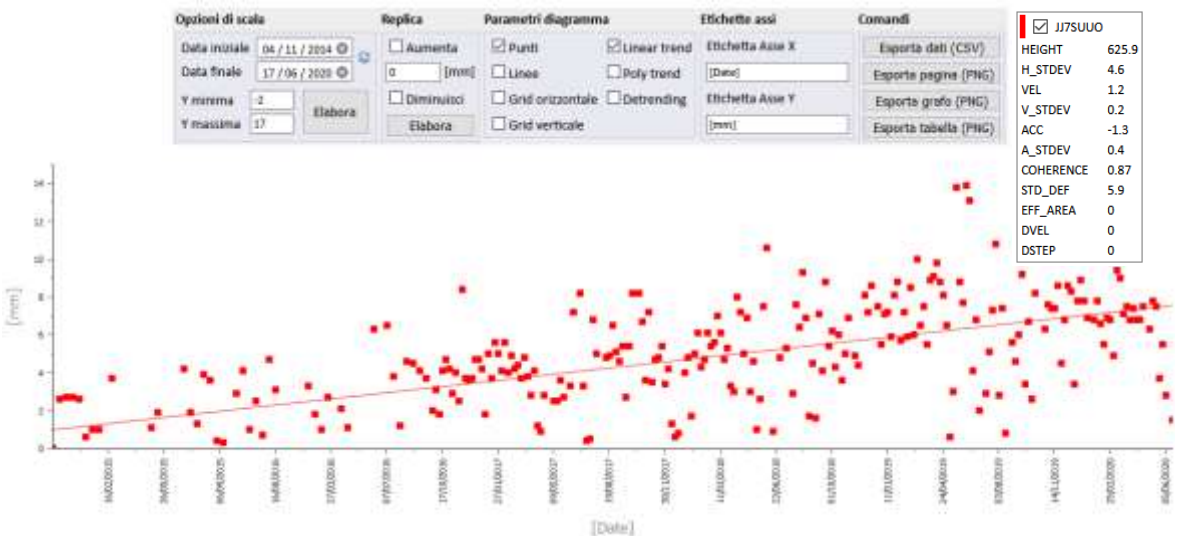 Opzioni di scala
Data iniziale 04 / 11 / 2014
Data finale 17 / 06 / 2020
Y minima -2
Y massima 17
Elabora
Replica
Aumenta
0 [mm]
Diminuisci
Elabora
Parametri diagramma
Punti Linear trend
Linee Poly trend
Grid orizzontale Detrending
Grid verticale
Etichette assi
Etichetta Asse X
[Date]
Etichetta Asse Y
[mm]
Comandi
Esporta dati (CSV)
Esporta pagina (PNG)
Esporta grafo (PNG)
Esporta tabella (PNG)
JJ7SUUO
HEIGHT 625.9
H_STDEV 4.6
VEL 1.2
V_STDEV 0.2
ACC -1.3
A_STDEV 0.4
COHERENCE 0.87
STD_DEF 5.9
EFF_AREA 0
DVEL 0
DSTEP 0
[mm]
14
12
10
8
6
4
2
0
[Date]